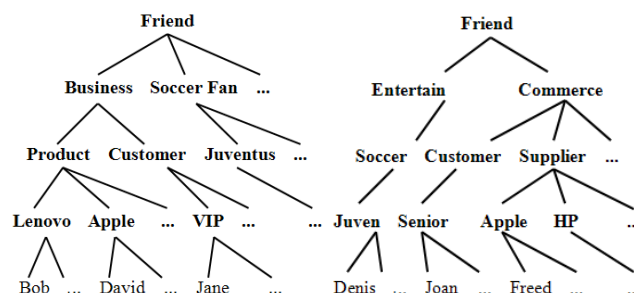 Friend
Business Soccer Fan ...
Product Customer Juventus ...
Lenovo Apple ... VIP ... ...
Bob ... David ... Jane ...
Friend
Entertain Commerce
Soccer Customer Supplier ...
Juven Senior Apple HP ...
Denis ... Joan ... Freed ... ...